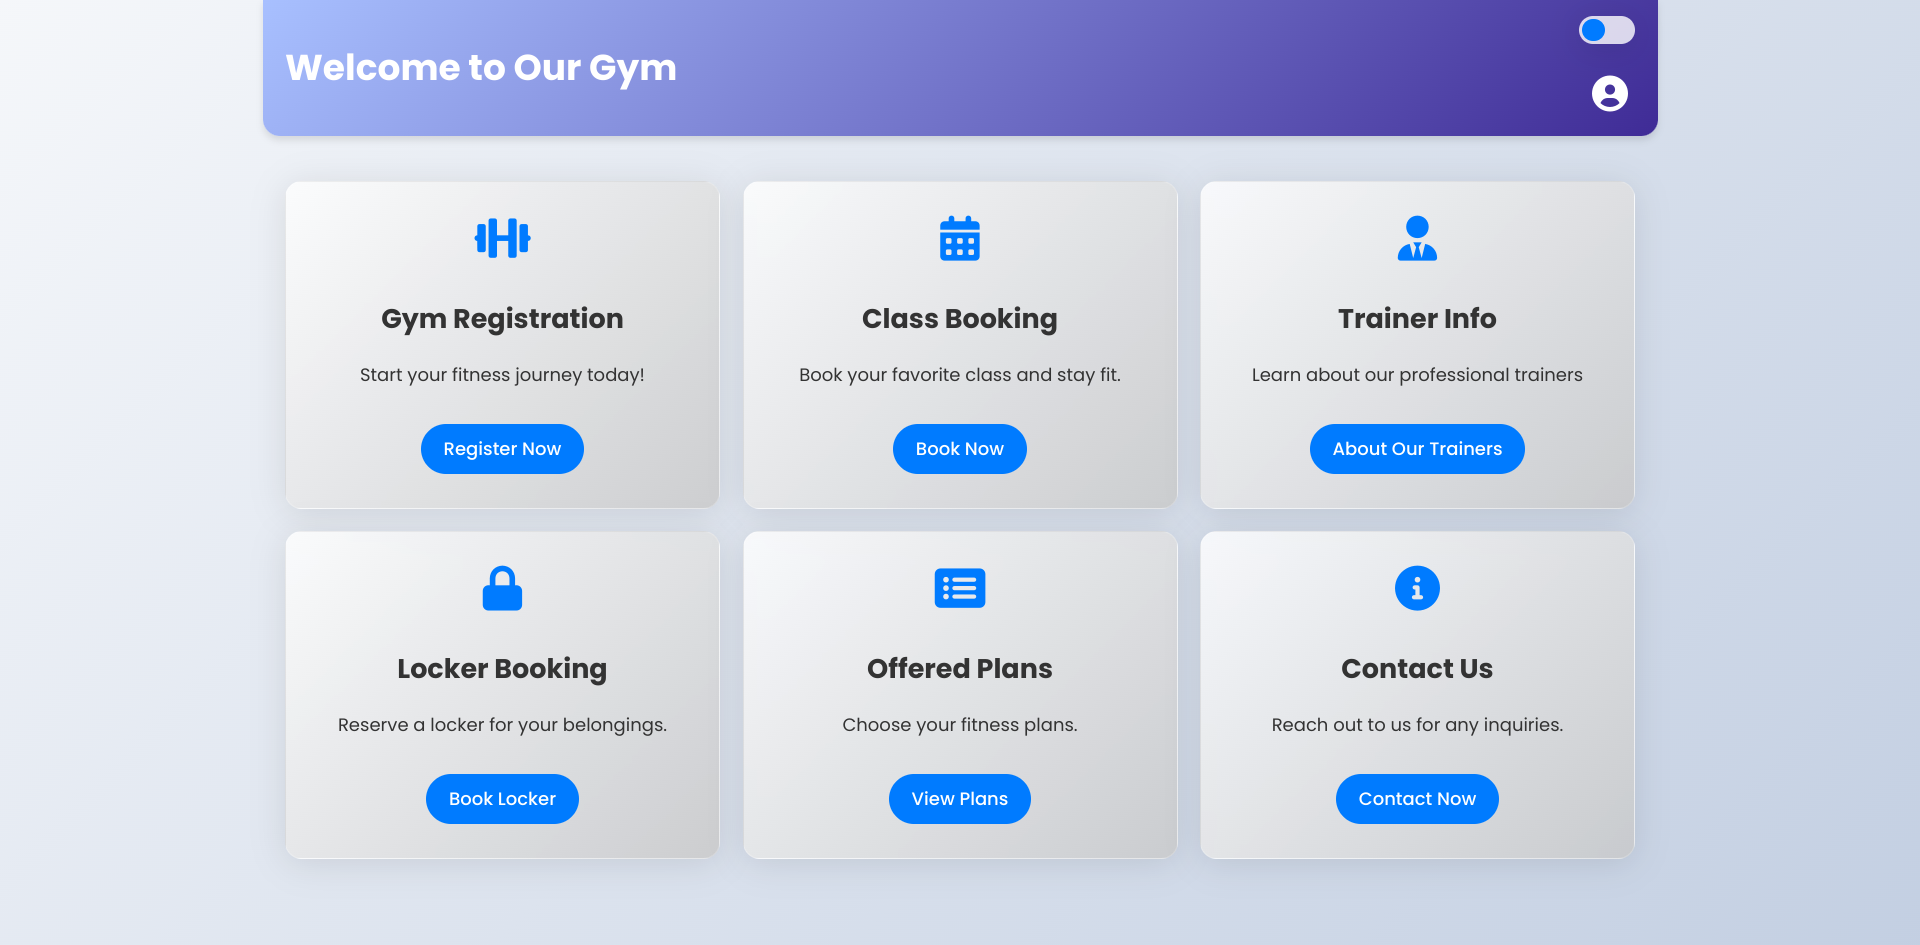 Welcome to Our Gym
Gym Registration
Start your fitness journey today!
Register Now
Class Booking
Book your favorite class and stay fit.
Book Now
Trainer Info
Learn about our professional trainers
About Our Trainers
Locker Booking
Reserve a locker for your belongings.
Book Locker
Offered Plans
Choose your fitness plans.
View Plans
Contact Us
Reach out to us for any inquiries.
Contact Now